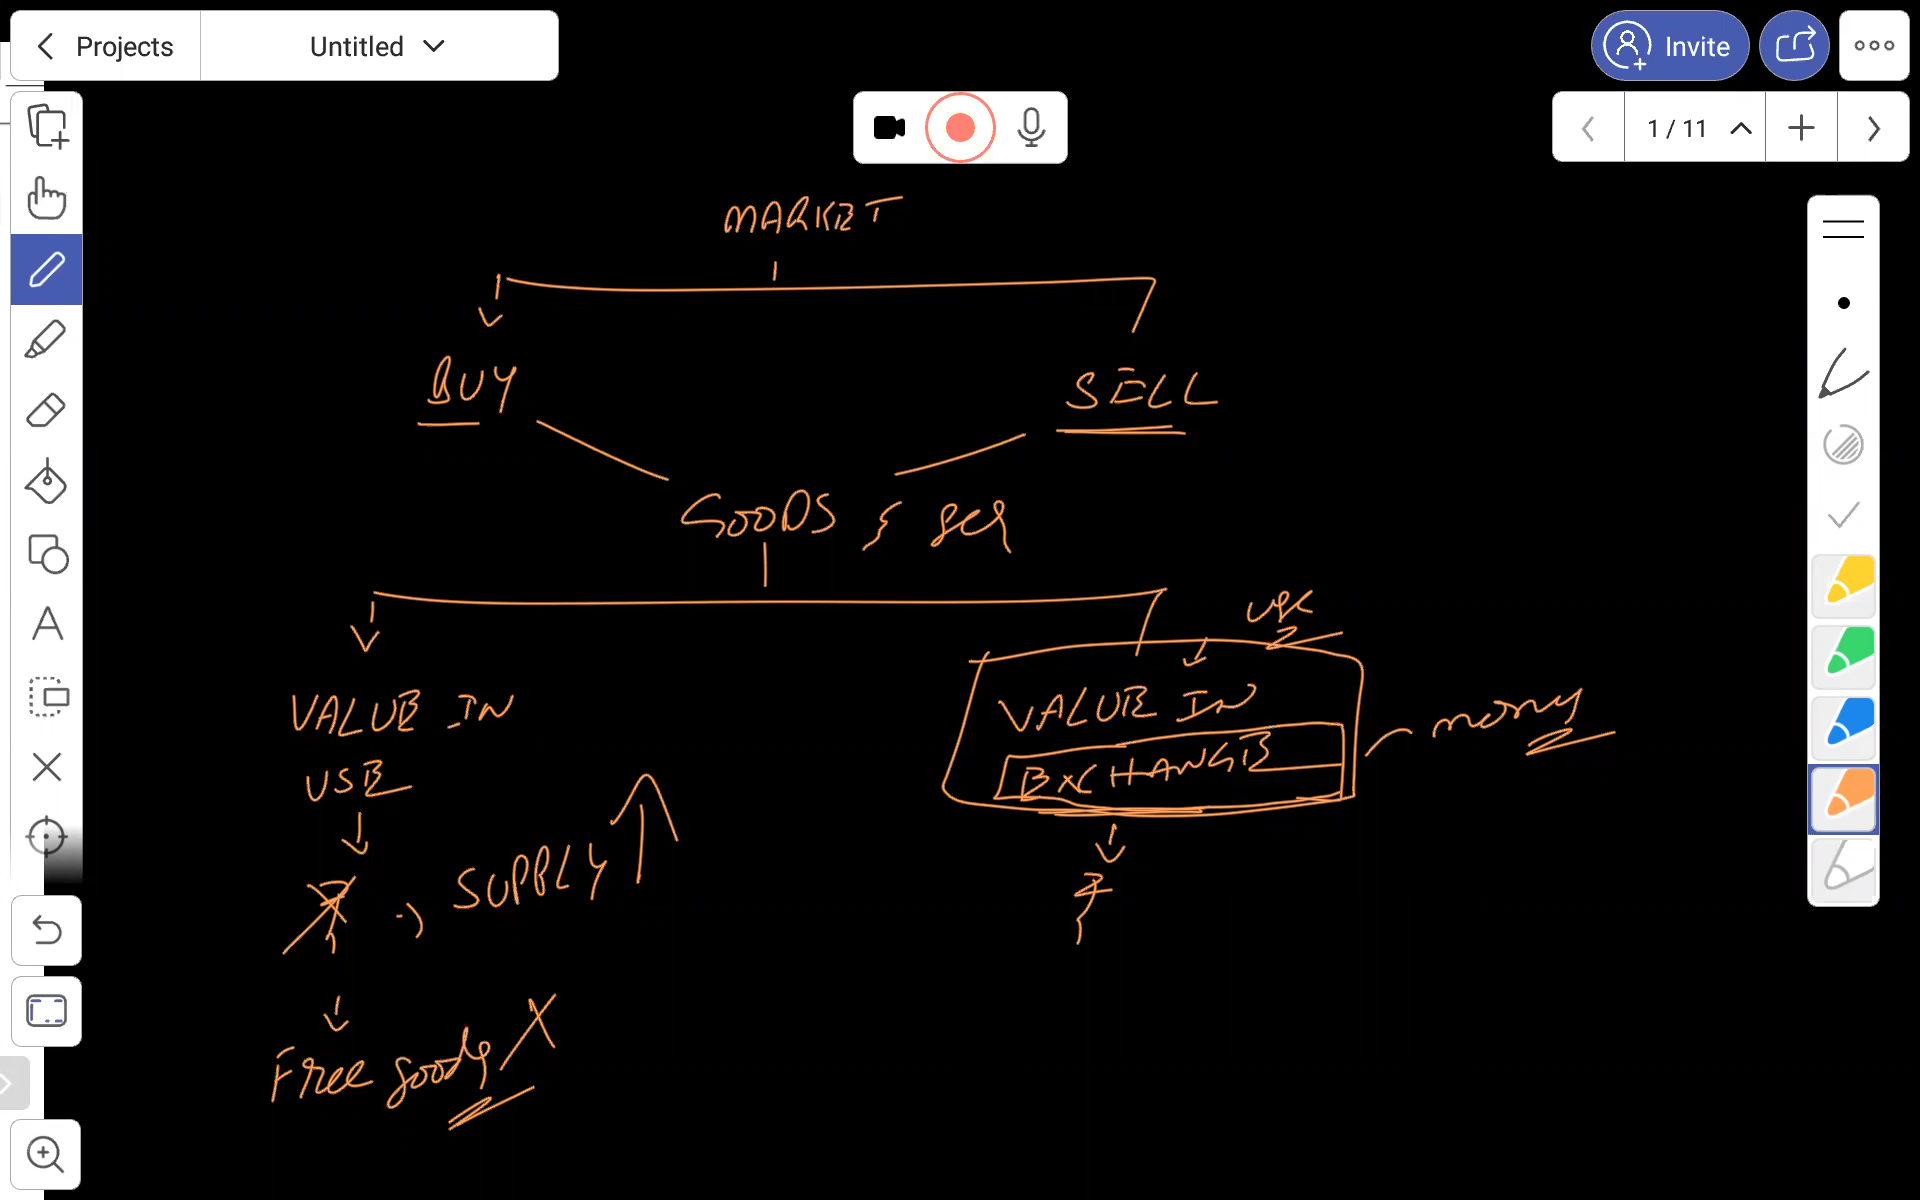 Projects
Untitled
Invite
1 / 11
MARKET
BUY
SELL
GOODS & ser
use
VALUE IN
USE
VALUE IN
EXCHANGE
money
SUPPLY
₹
Free goods X